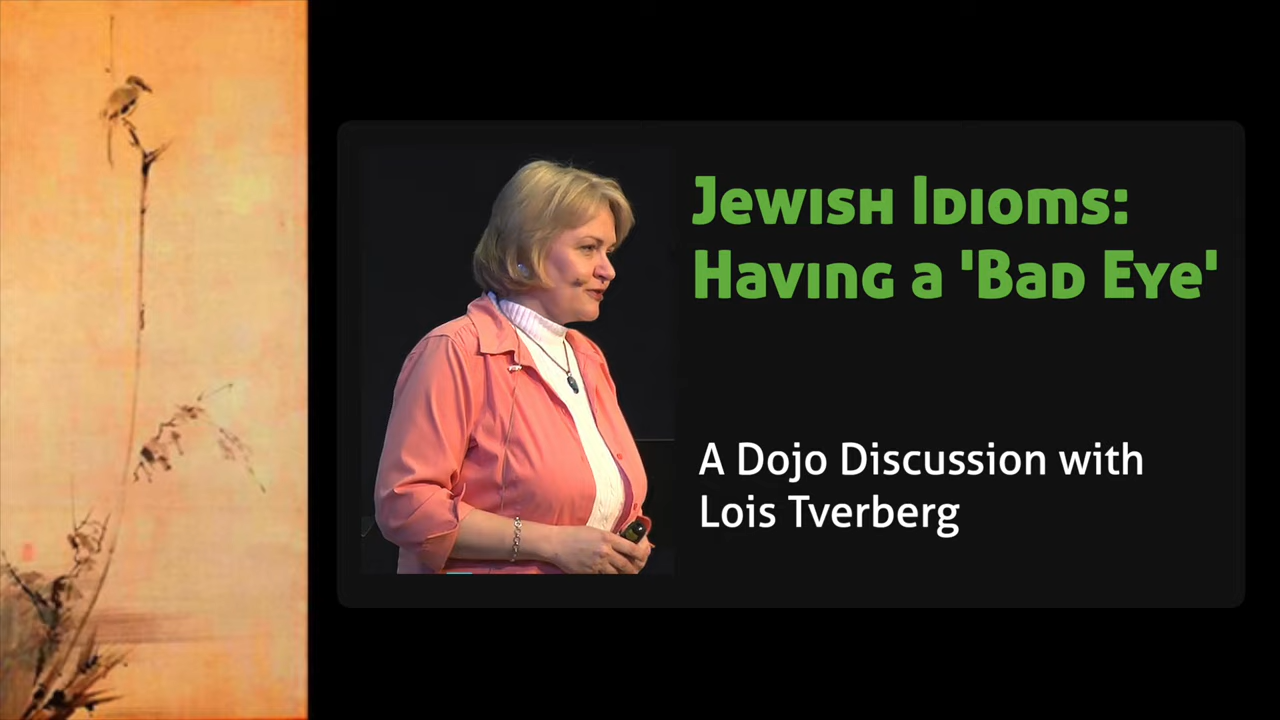 Jewish Idioms:
Having a 'Bad Eye'
A Dojo Discussion with
Lois Tverberg